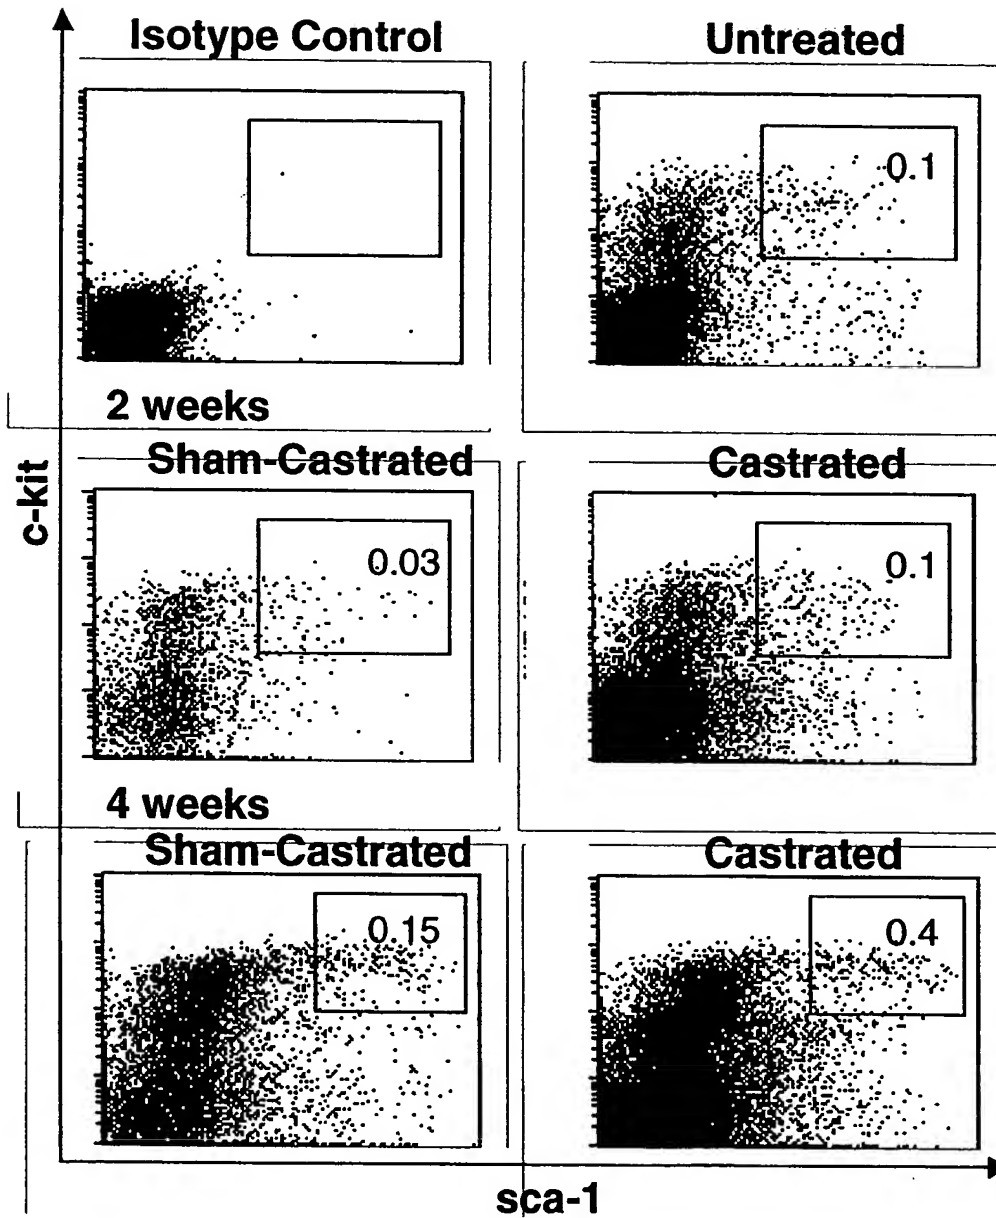 Isotype Control
Untreated
0.1
2 weeks
Sham-Castrated
Castrated
0.03
0.1
c-kit
4 weeks
Sham-Castrated
Castrated
0.15
0.4
sca-1